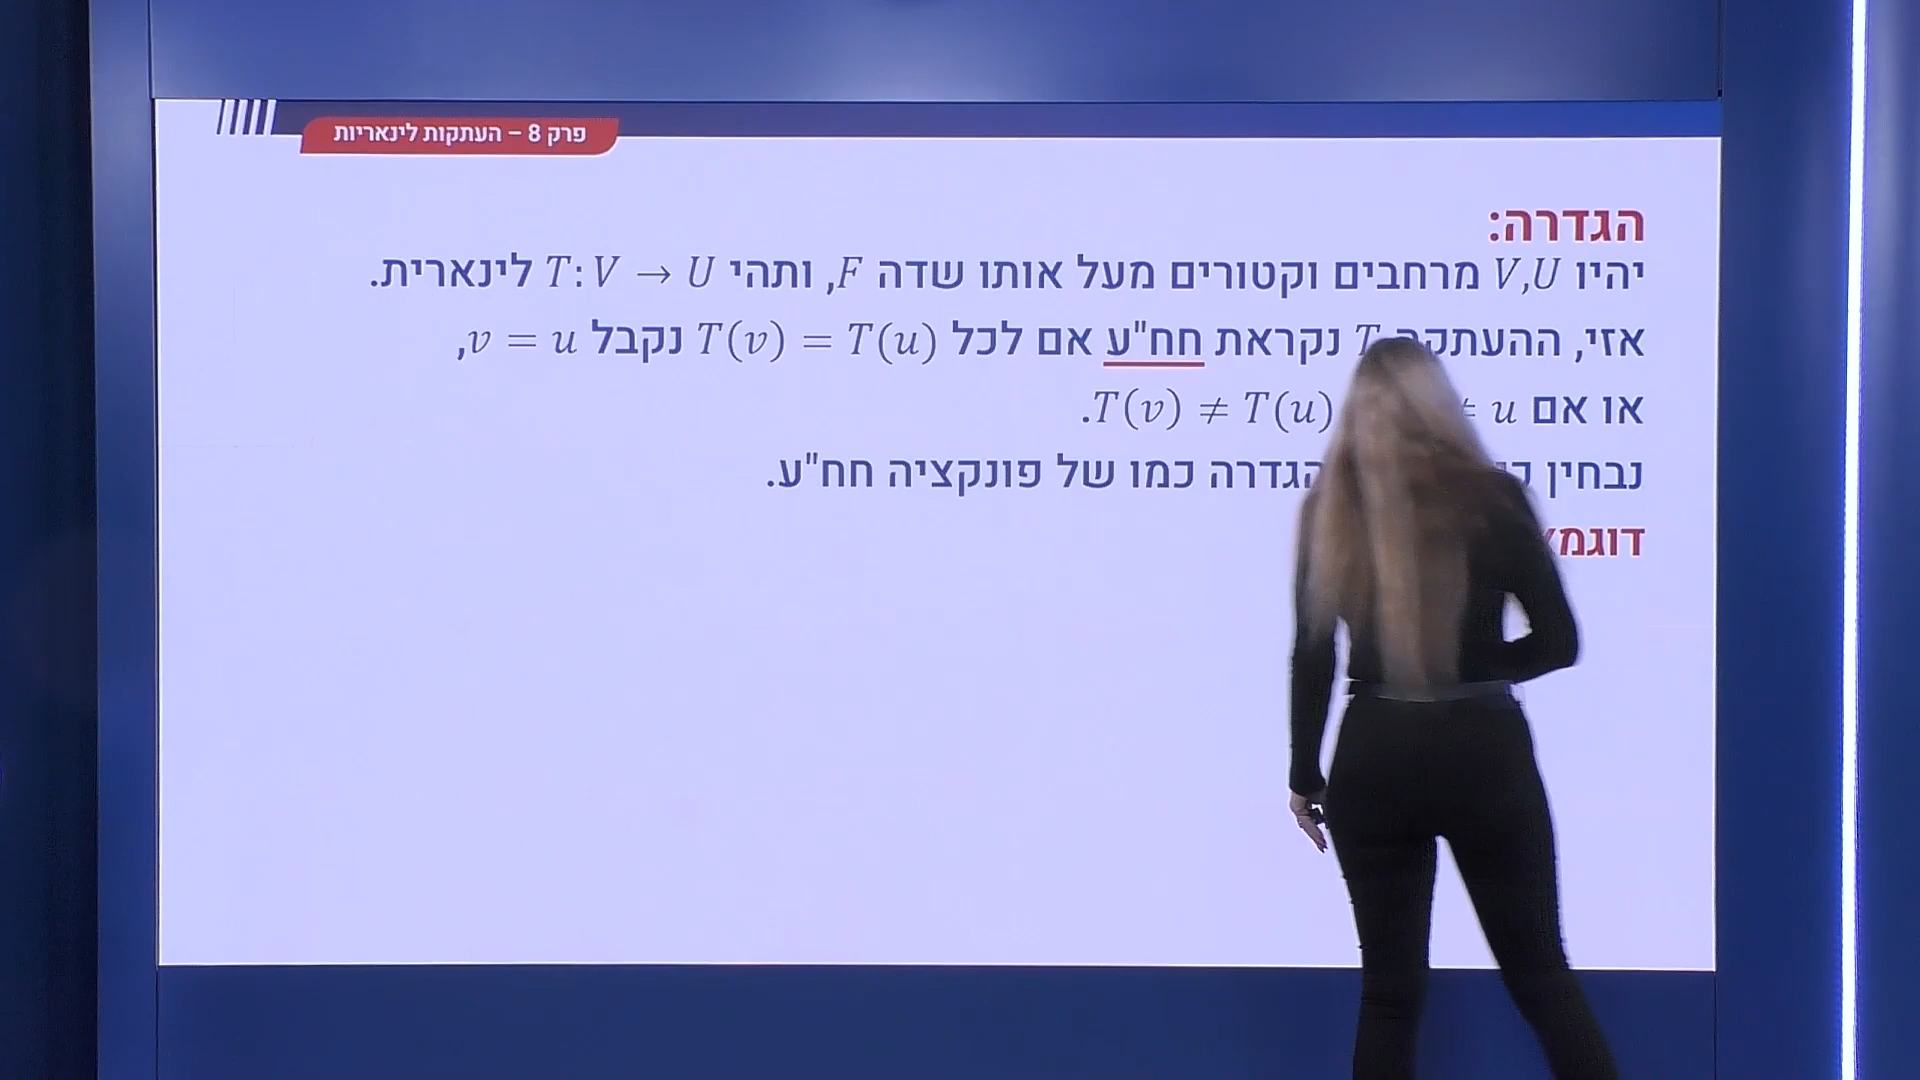 פרק 8 – העתקות לינאריות
הגדרה:
יהיו V,U מרחבים וקטורים מעל אותו שדה F, ותהי T: V → U לינארית.
אזי, ההעתקה T נקראת חח"ע אם לכל T(v) = T(u) נקבל v = u,
או אם ≠ u T(v) ≠ T(u).
נבחין הגדרה כמו של פונקציה חח"ע.